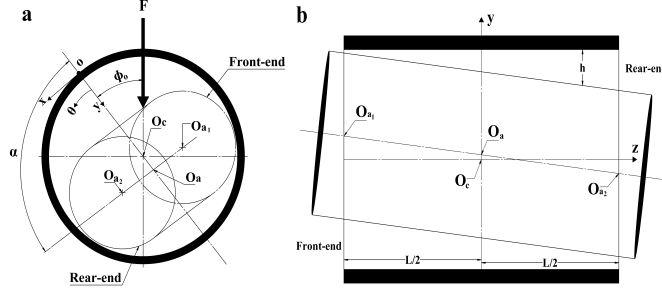 a
F
b
y
o
ϕo
Front-end
h
Rear-en
x
θ
y
Oc
Oa1
Oa1
Oa
z
α
Oa2
Oa
Oc
Oa2
Rear-end
Front-end
L/2
L/2